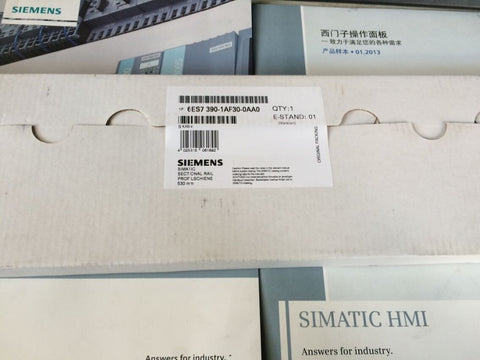 SIEMENS
西门子操作面板
—致力于满足您的各种需求
产品样本 • 01.2013
1P 6ES7 390-1AF30-0AA0
QTY:1
E-STAND: 01
ORIGINAL PACKING
SIEMENS
SIMATIC
SECTIONAL RAIL
PROFILSCHIENE
530 mm
SIMATIC HMI
Answers for industry.
Answers for industry.